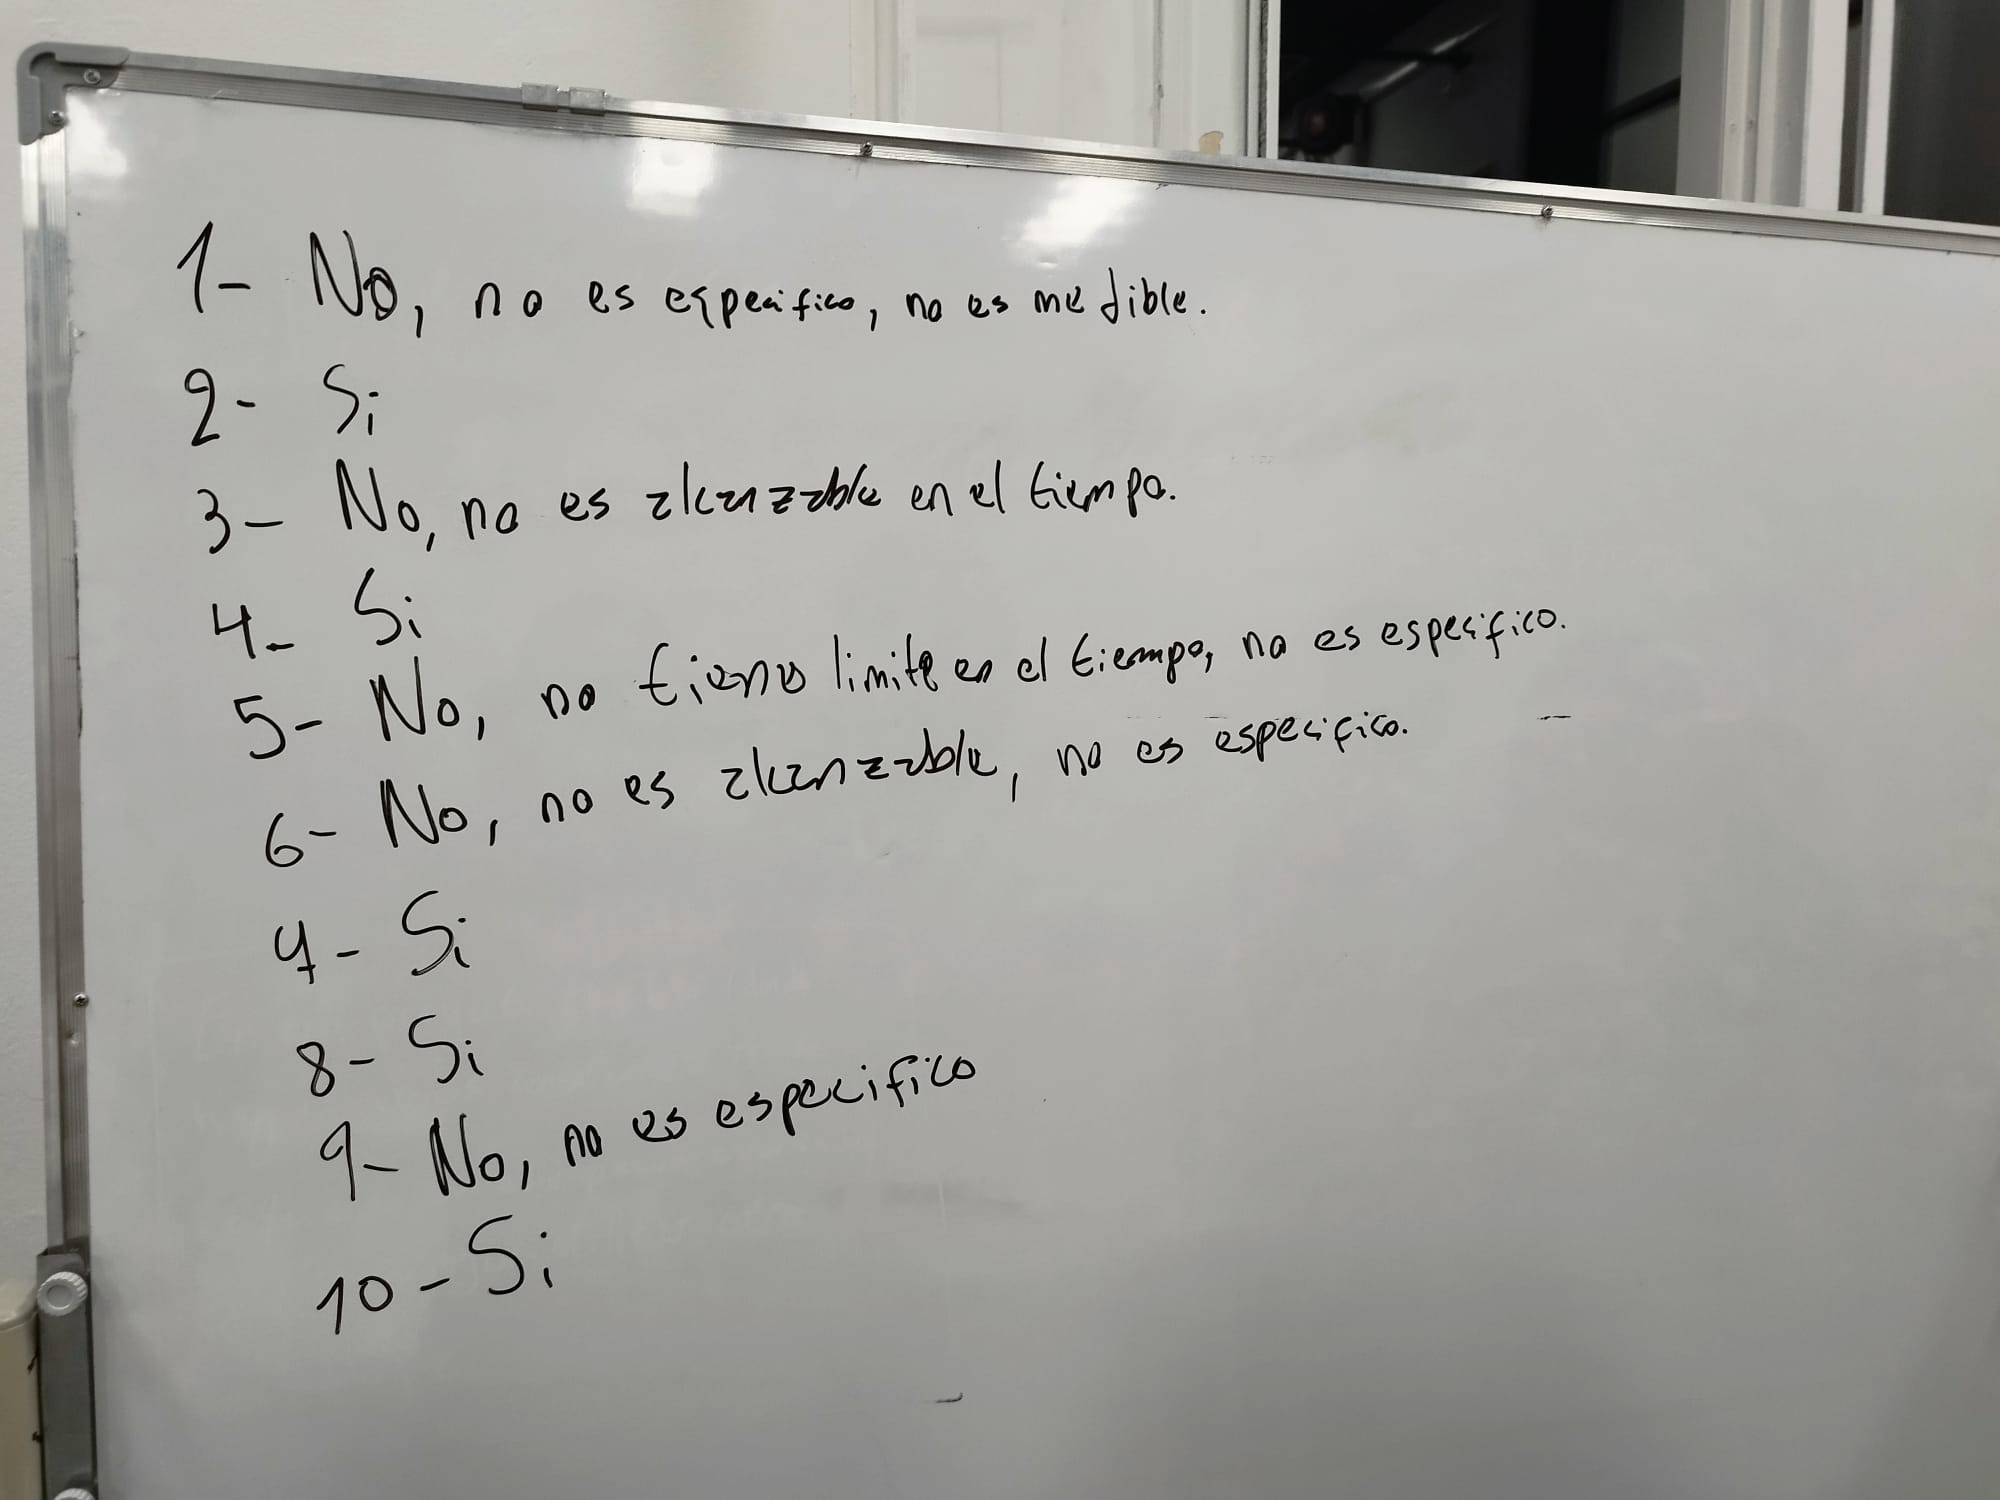 1- No, no es especifico, no es medible.
2- Si
3- No, no es alcanzable en el tiempo.
4- Si
5- No, no tiene limite en el tiempo, no es especifico.
6- No, no es alcanzable, no es especifico.
7- Si
8- Si
9- No, no es especifico
10- Si